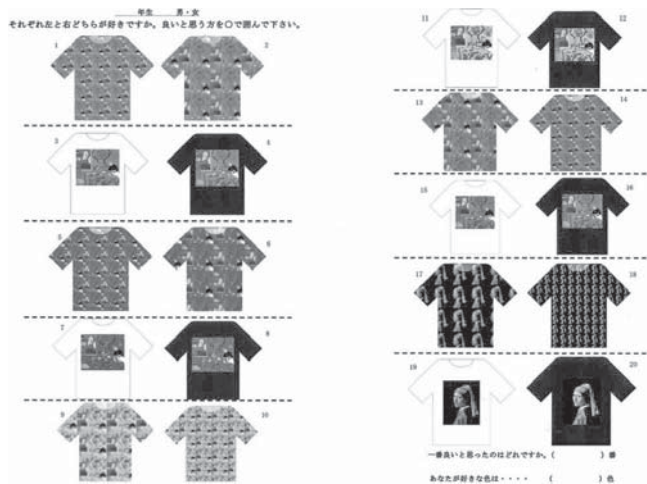 年生 男・女
それぞれ左と右どちらが好きですか。良いと思う方を○で囲んで下さい。
1 2
3 4
5 6
7 8
9 10
11 12
13 14
15 16
17 18
19 20
一番良いと思ったのはどれですか。( )番
あなたが好きな色は・・・・ ( )色